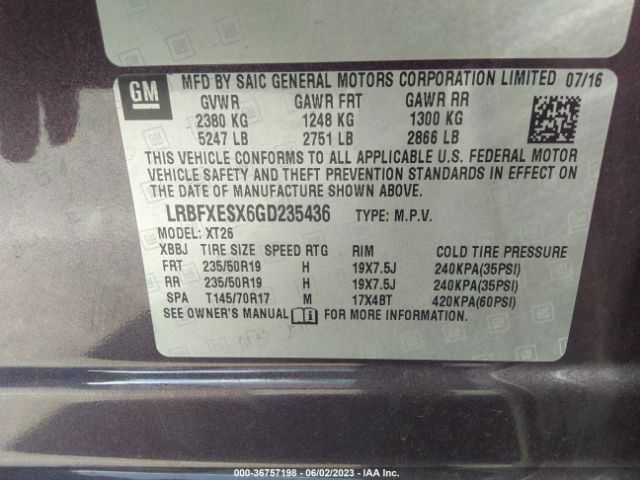 GM MFD BY SAIC GENERAL MOTORS CORPORATION LIMITED 07/16
GVWR GAWR FRT GAWR RR
2380 KG 1248 KG 1300 KG
5247 LB 2751 LB 2866 LB
THIS VEHICLE CONFORMS TO ALL APPLICABLE U.S. FEDERAL MOTOR
VEHICLE SAFETY AND THEFT PREVENTION STANDARDS IN EFFECT ON
THE DATE OF MANUFACTURE SHOWN ABOVE.
LRBFXESX6GD235436 TYPE: M.P.V.
MODEL: XT26
XBBJ TIRE SIZE SPEED RTG RIM COLD TIRE PRESSURE
FRT 235/50R19 H 19X7.5J 240KPA(35PSI)
RR 235/50R19 H 19X7.5J 240KPA(35PSI)
SPA T145/70R17 M 17X4BT 420KPA(60PSI)
SEE OWNER'S MANUAL FOR MORE INFORMATION.
000-36757198 - 06/02/2023 - IAA Inc.